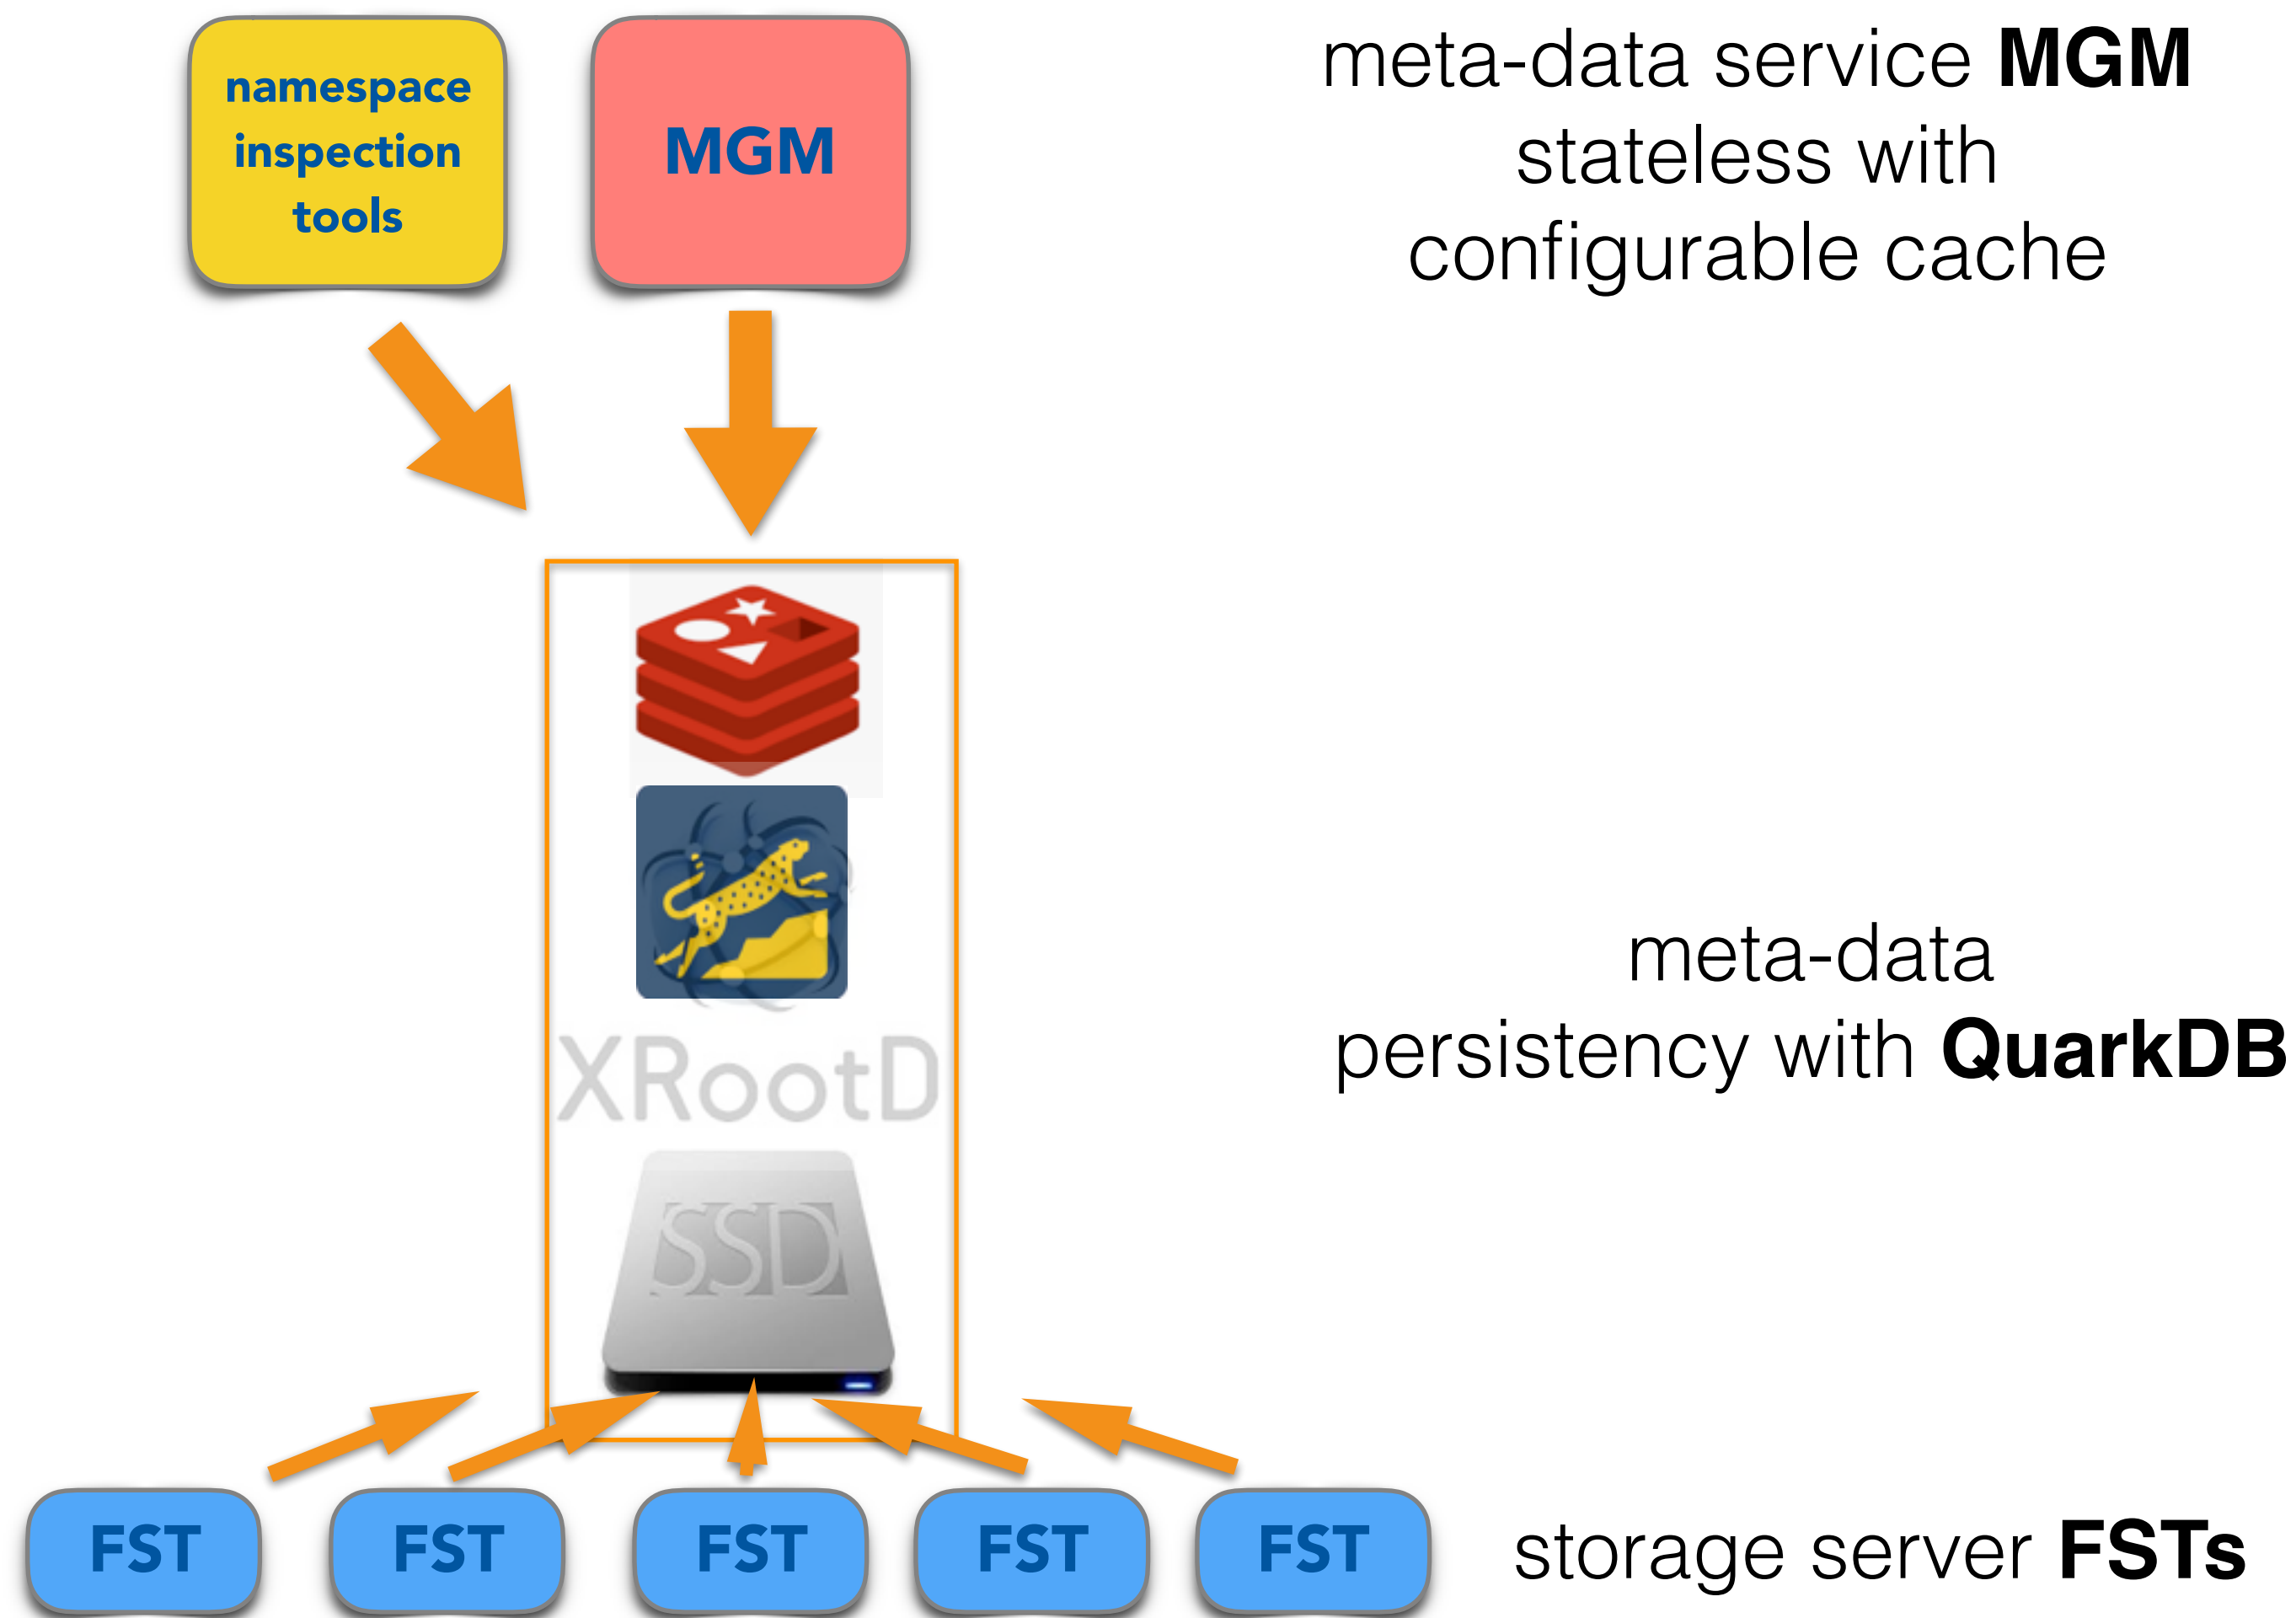 namespace
inspection
tools
MGM
meta-data service MGM
stateless with
configurable cache
XRootD
SSD
meta-data
persistency with QuarkDB
FST
FST
FST
FST
FST
storage server FSTs